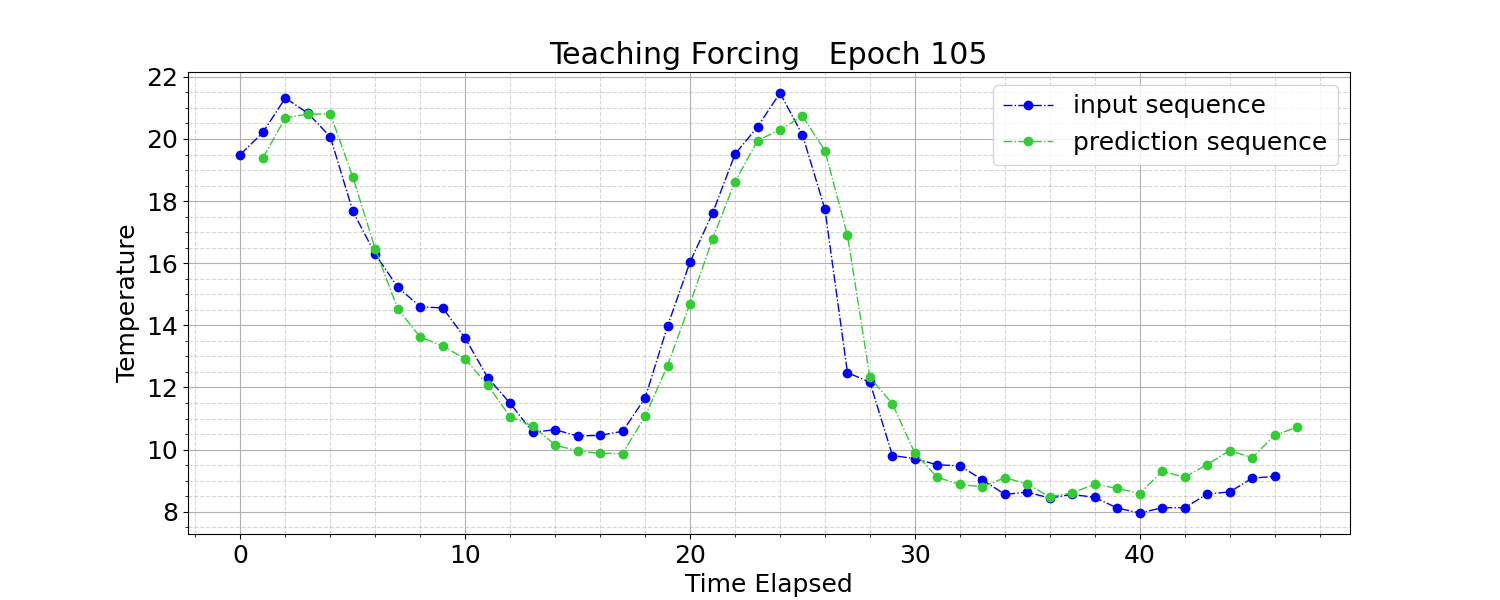 Teaching Forcing   Epoch 105
input sequence
prediction sequence
Temperature
22
20
18
16
14
12
10
8
0 10 20 30 40
Time Elapsed